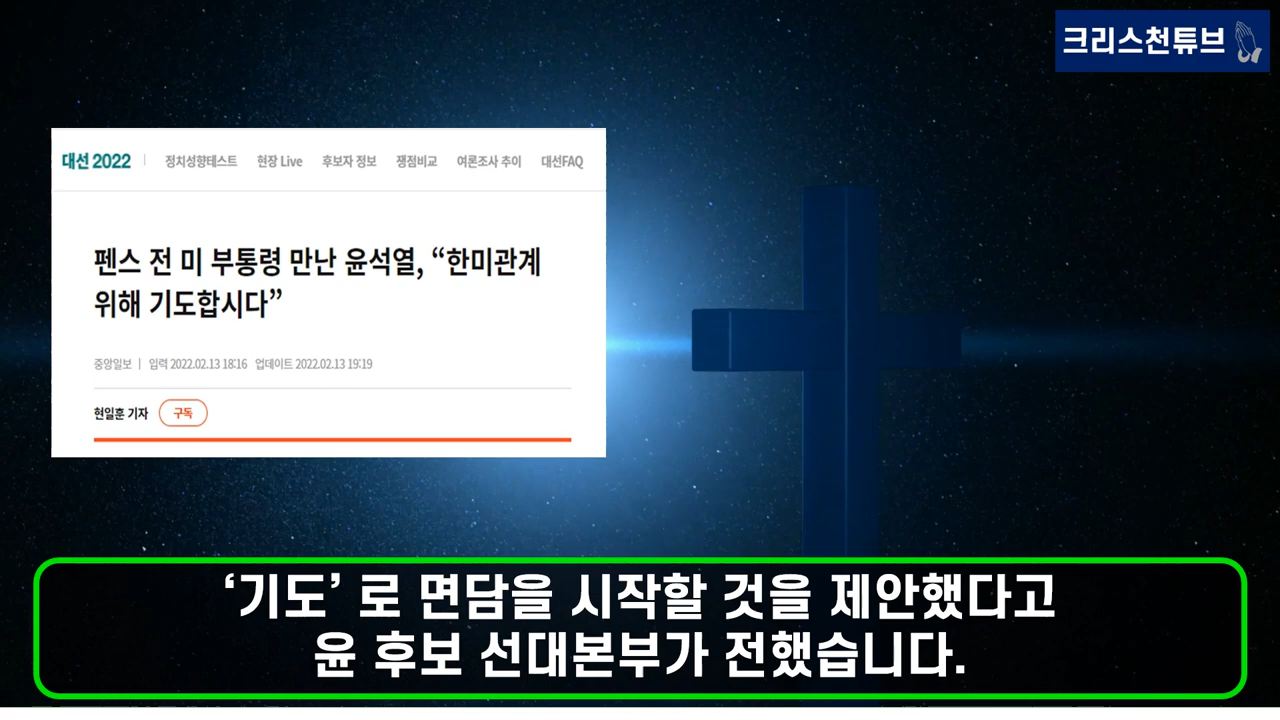 크리스천튜브
대선 2022 | 정치성향테스트 현장 Live 후보자 정보 쟁점비교 여론조사 추이 대선FAQ
펜스 전 미 부통령 만난 윤석열, “한미관계
위해 기도합시다”
중앙일보 | 입력 2022.02.13 18:16 업데이트 2022.02.13 19:19
현일훈 기자 구독
‘기도’ 로 면담을 시작할 것을 제안했다고
윤 후보 선대본부가 전했습니다.